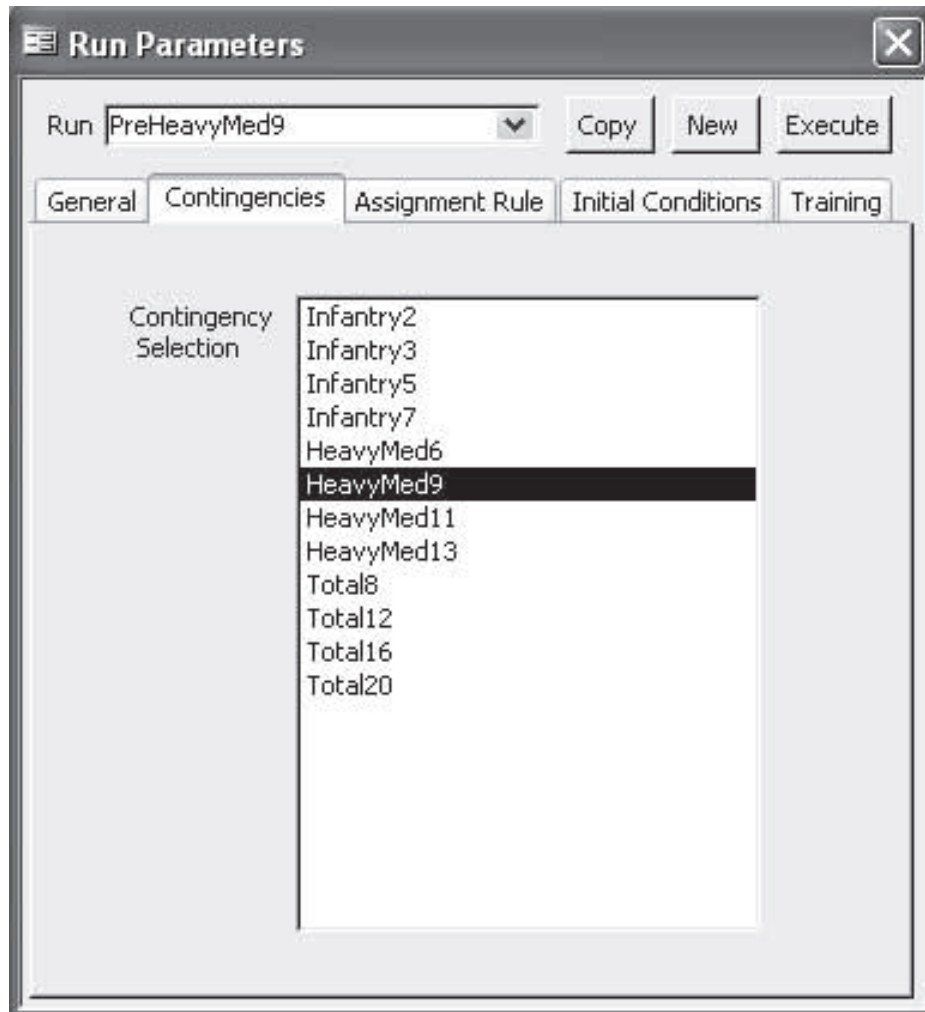 Run Parameters
Run PreHeavyMed9 Copy New Execute
General Contingencies Assignment Rule Initial Conditions Training
Contingency
Selection
Infantry2
Infantry3
Infantry5
Infantry7
HeavyMed6
HeavyMed9
HeavyMed11
HeavyMed13
Total8
Total12
Total16
Total20